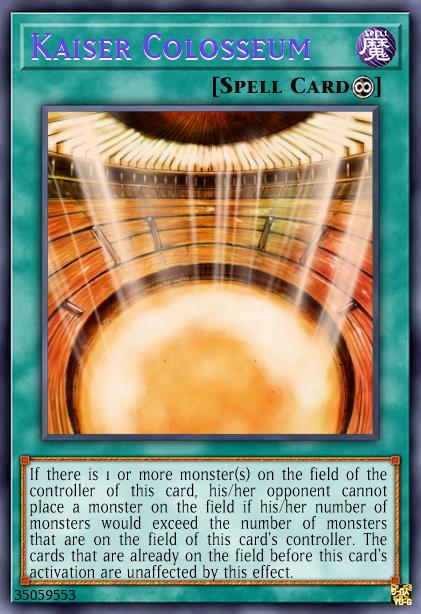 Kaiser Colosseum
SPELL
魔
[Spell Card]
If there is 1 or more monster(s) on the field of the
controller of this card, his/her opponent cannot
place a monster on the field if his/her number of
monsters would exceed the number of monsters
that are on the field of this card's controller. The
cards that are already on the field before this card's
activation are unaffected by this effect.
35059553